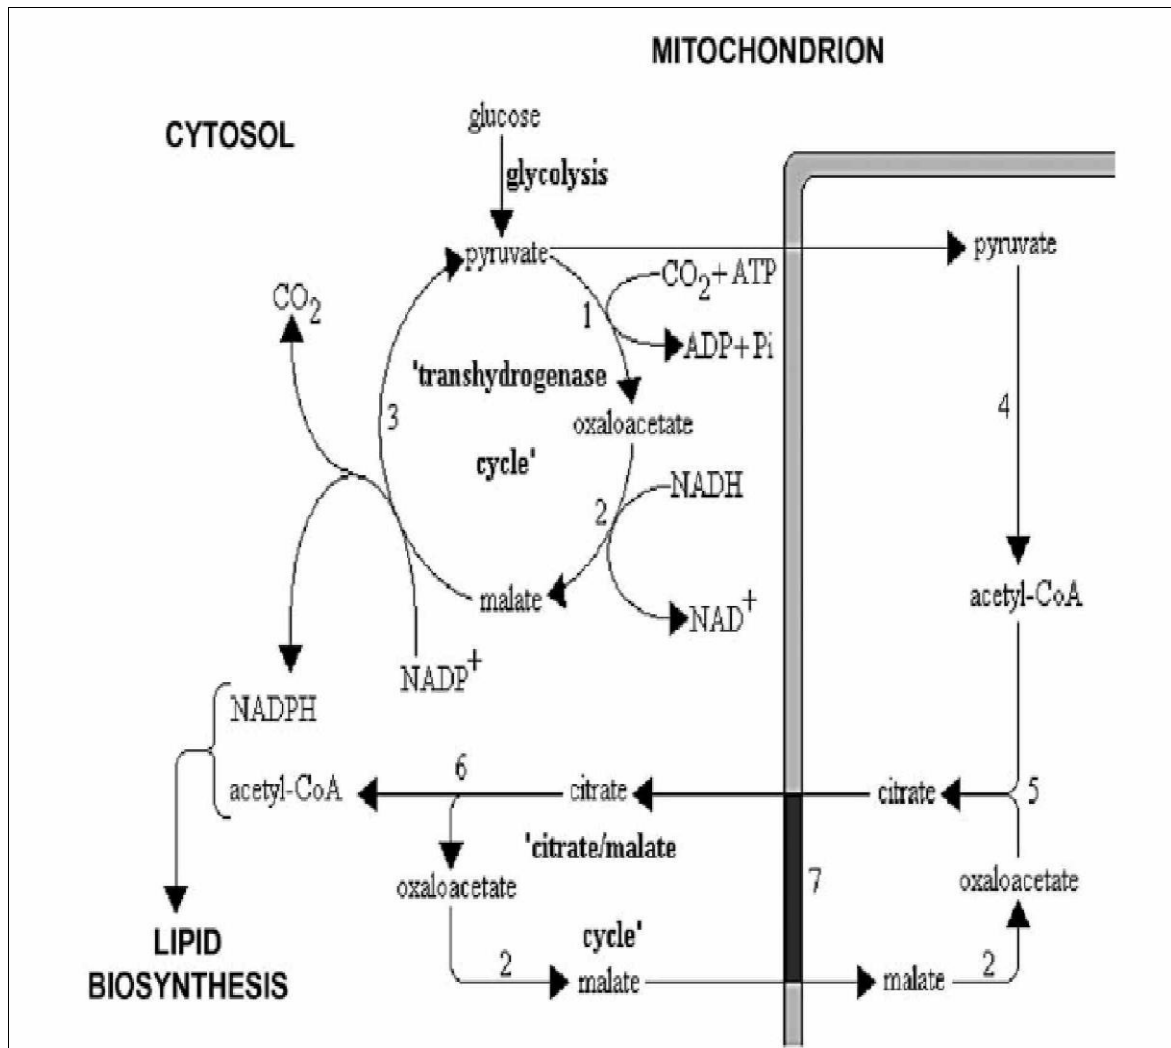 MITOCHONDRION
CYTOSOL
glucose
glycolysis
pyruvate
pyruvate
CO2+ATP
1
ADP+Pi
CO2
'transhydrogenase
3
4
oxaloacetate
cycle'
NADH
2
malate
acetyl-CoA
NAD+
NADP+
NADPH
6
acetyl-CoA
citrate
citrate
5
'citrate/malate
7
oxaloacetate
oxaloacetate
cycle'
LIPID
BIOSYNTHESIS
2
malate
malate
2